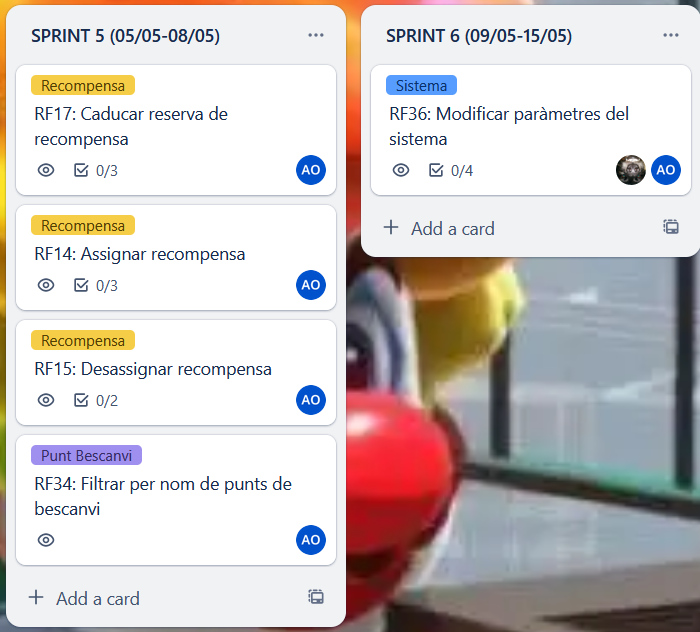 SPRINT 5 (05/05-08/05)
Recompensa
RF17: Caducar reserva de
recompensa
0/3
AO
Recompensa
RF14: Assignar recompensa
0/3
AO
Recompensa
RF15: Desassignar recompensa
0/2
AO
Punt Bescanvi
RF34: Filtrar per nom de punts de
bescanvi
AO
+ Add a card
SPRINT 6 (09/05-15/05)
Sistema
RF36: Modificar paràmetres del
sistema
0/4
AO
+ Add a card